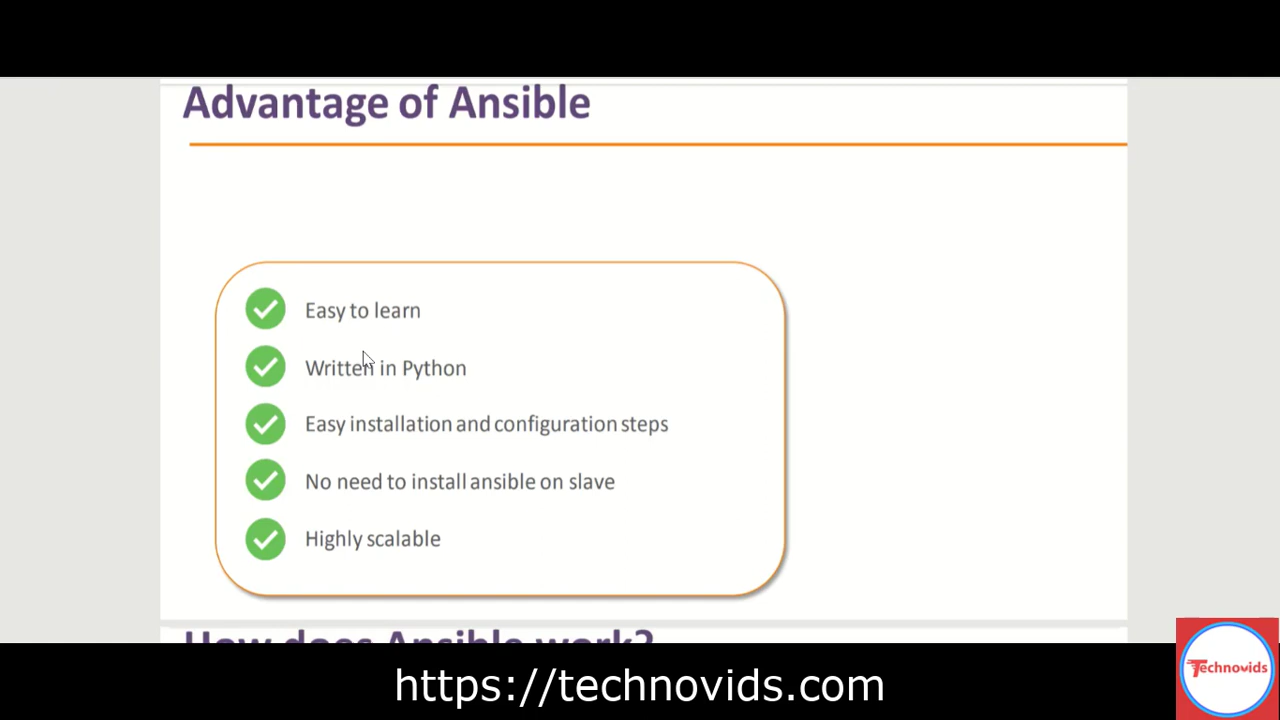 Advantage of Ansible
Easy to learn
Written in Python
Easy installation and configuration steps
No need to install ansible on slave
Highly scalable
How does Ansible work?
https://technovids.com
Technovids